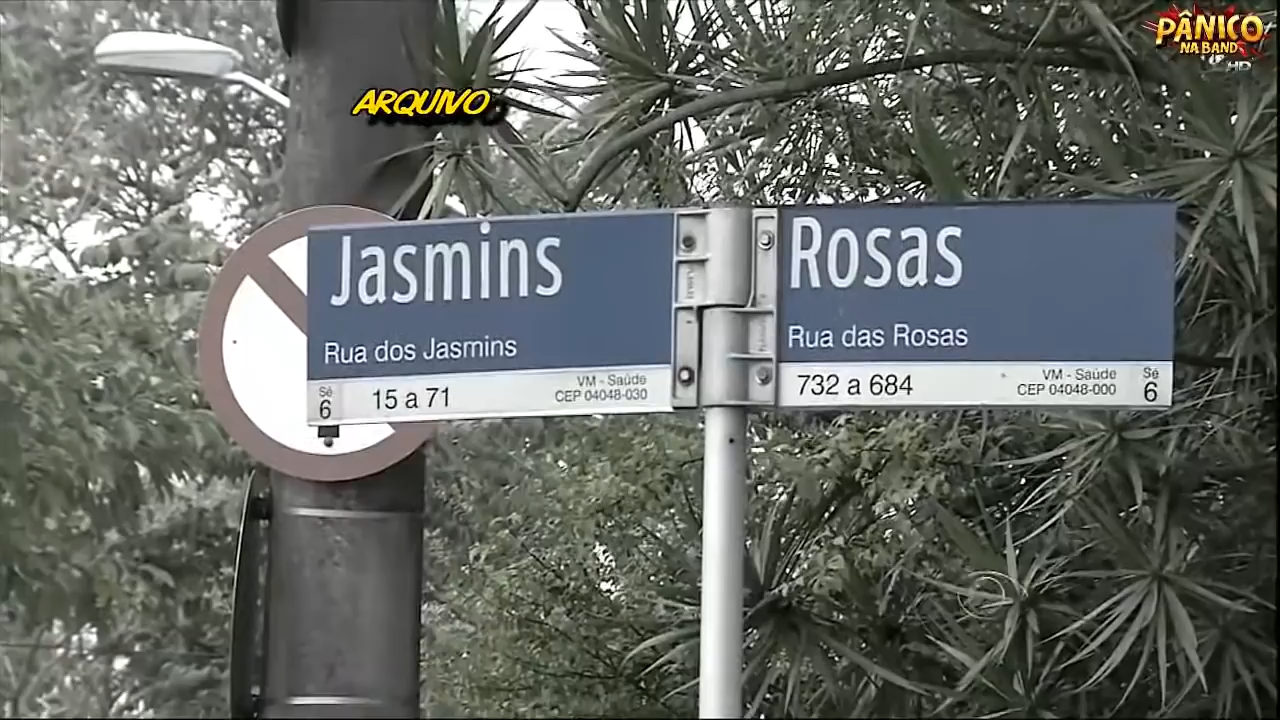 PÂNICO
NA BAND
HD
ARQUIVO
Jasmins
Rua dos Jasmins
Sé
6
15 a 71
VM - Saúde
CEP 04048-030
Rosas
Rua das Rosas
732 a 684
VM - Saúde
CEP 04048-000
Sé
6